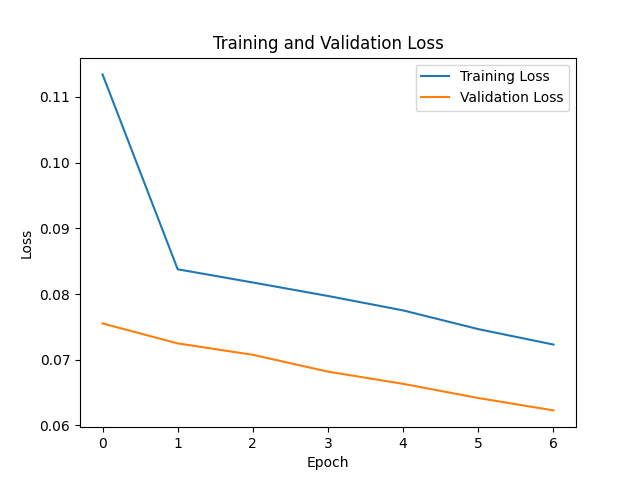 Training and Validation Loss
Training Loss
Validation Loss
0.11
0.10
0.09
0.08
0.07
0.06
Loss
0 1 2 3 4 5 6
Epoch